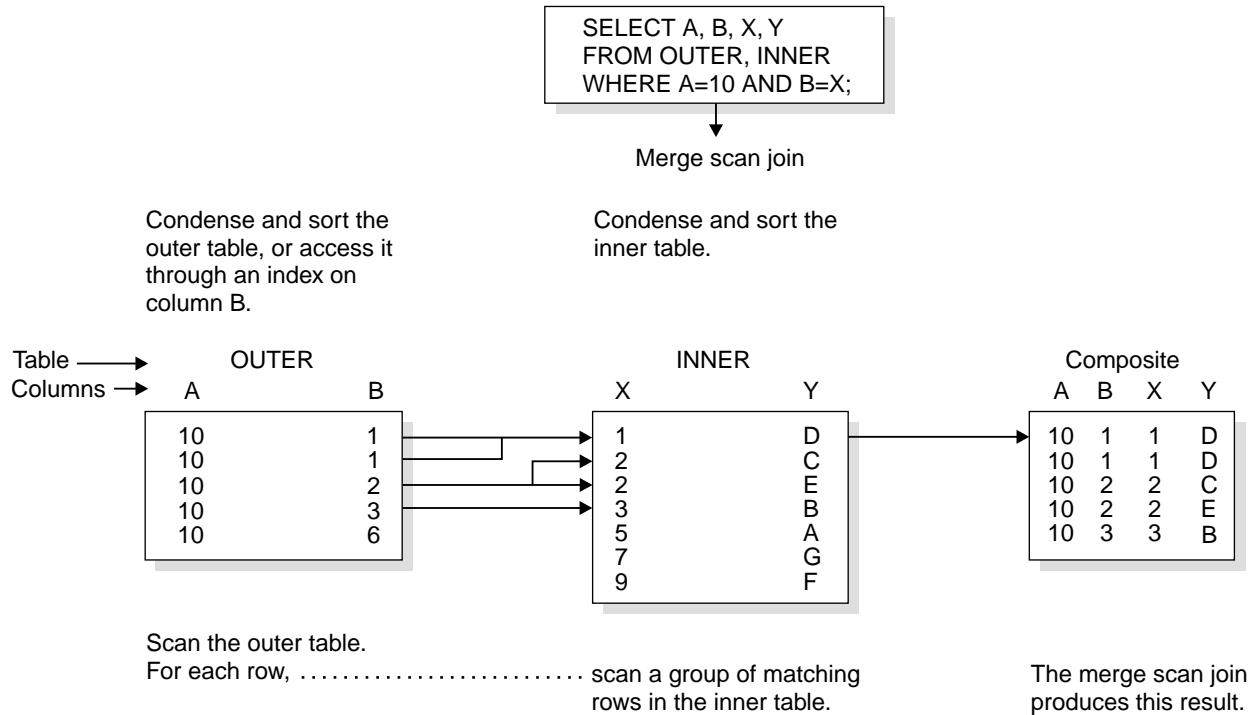 SELECT A, B, X, Y
FROM OUTER, INNER
WHERE A=10 AND B=X;
Merge scan join
Condense and sort the
outer table, or access it
through an index on
column B.
Condense and sort the
inner table.
Table OUTER INNER Composite
Columns A B X Y A B X Y
10 1 1 D 10 1 1 D
10 1 2 C 10 1 1 D
10 2 2 E 10 2 2 C
10 3 3 B 10 2 2 E
10 6 5 A 10 3 3 B
7 G
9 F
Scan the outer table.
For each row, ........................... scan a group of matching
rows in the inner table.
The merge scan join
produces this result.